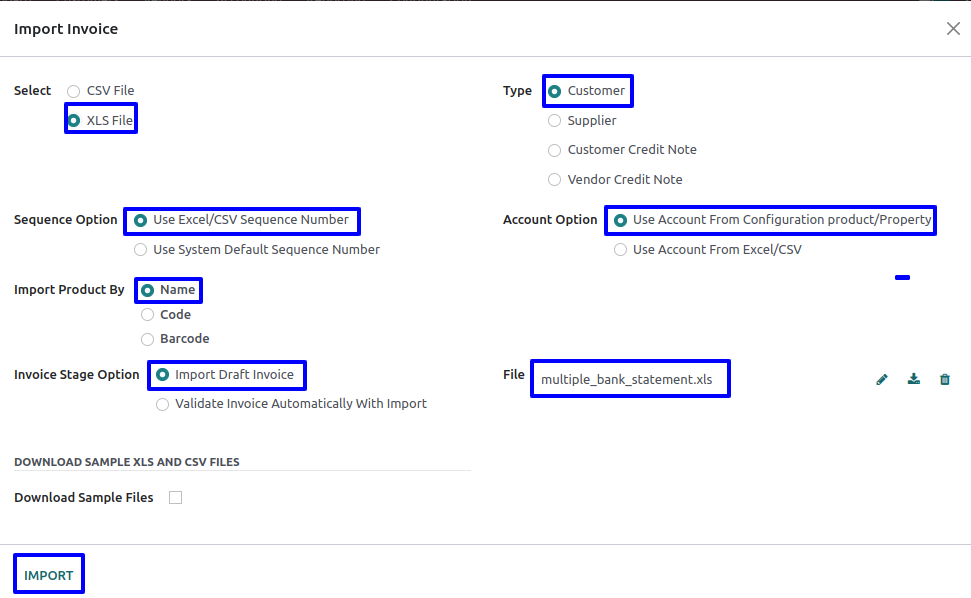 Import Invoice
Select CSV File Type Customer
XLS File Supplier
Customer Credit Note
Vendor Credit Note
Sequence Option Use Excel/CSV Sequence Number Account Option Use Account From Configuration product/Property
Use System Default Sequence Number Use Account From Excel/CSV
Import Product By Name
Code
Barcode
Invoice Stage Option Import Draft Invoice File multiple_bank_statement.xls
Validate Invoice Automatically With Import
DOWNLOAD SAMPLE XLS AND CSV FILES
Download Sample Files
IMPORT